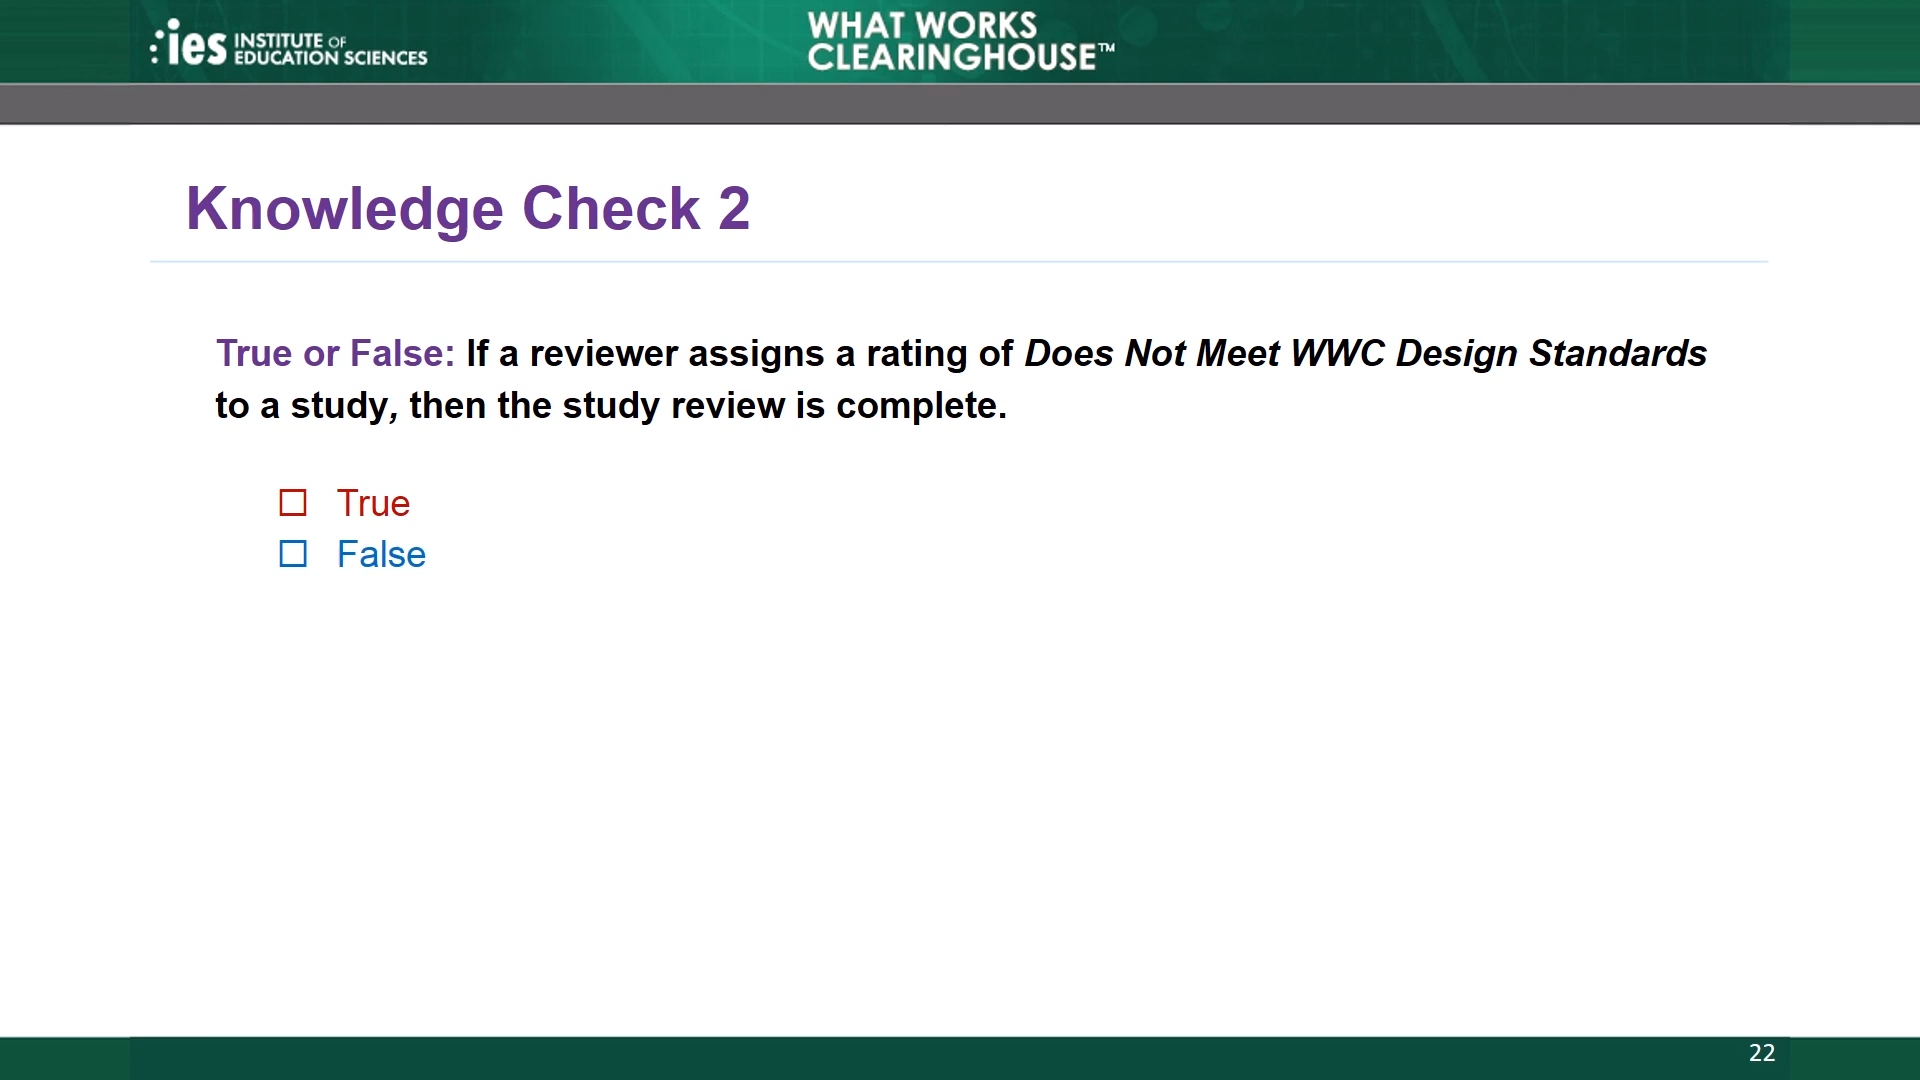 ies INSTITUTE OF
EDUCATION SCIENCES
WHAT WORKS
CLEARINGHOUSE™
Knowledge Check 2
True or False: If a reviewer assigns a rating of Does Not Meet WWC Design Standards
to a study, then the study review is complete.
☐ True
☐ False
22